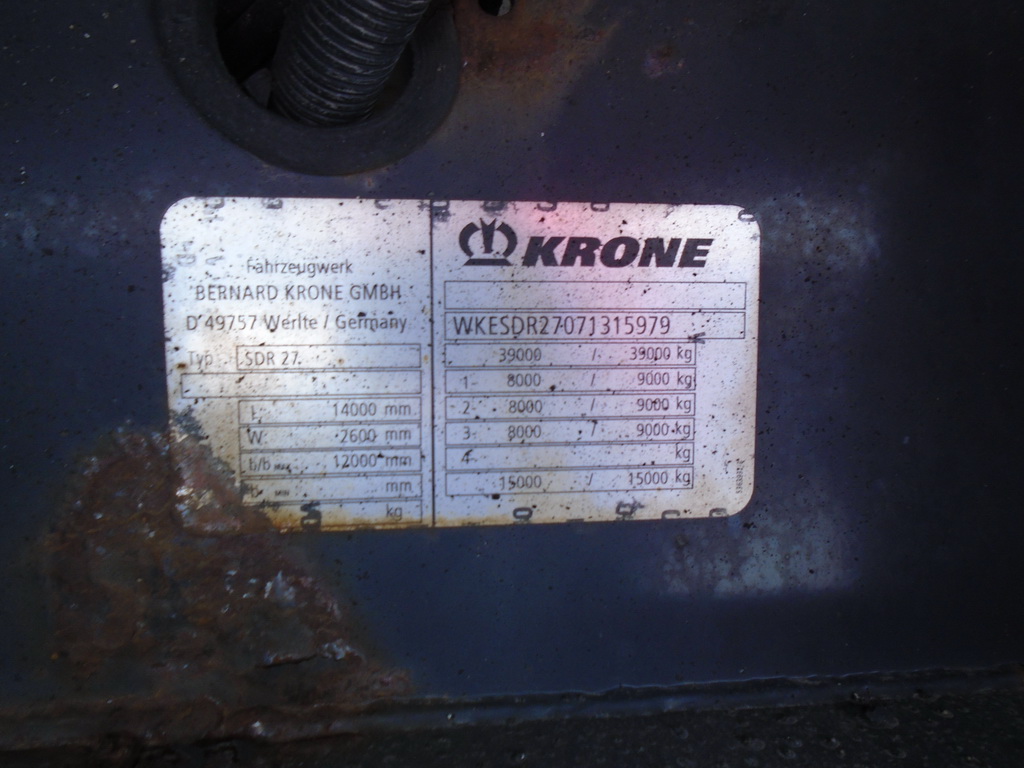 Fahrzeugwerk
BERNARD KRONE GMBH
D 49757 Werlte / Germany
Typ SDR 27
L 14000 mm
W 2600 mm
MAX 12000 mm
MIN mm
kg
KRONE
WKESDR27071315979
39000 / 39000 kg
1- 8000 / 9000 kg
2- 8000 / 9000 kg
3- 8000 / 9000 kg
4- kg
15000 / 15000 kg